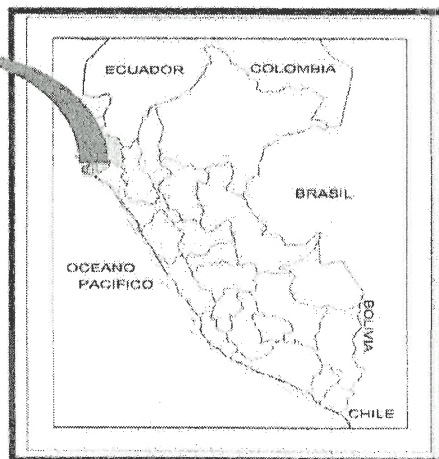 ECUADOR
COLOMBIA
BRASIL
OCEANO
PACIFICO
BOLIVIA
CHILE